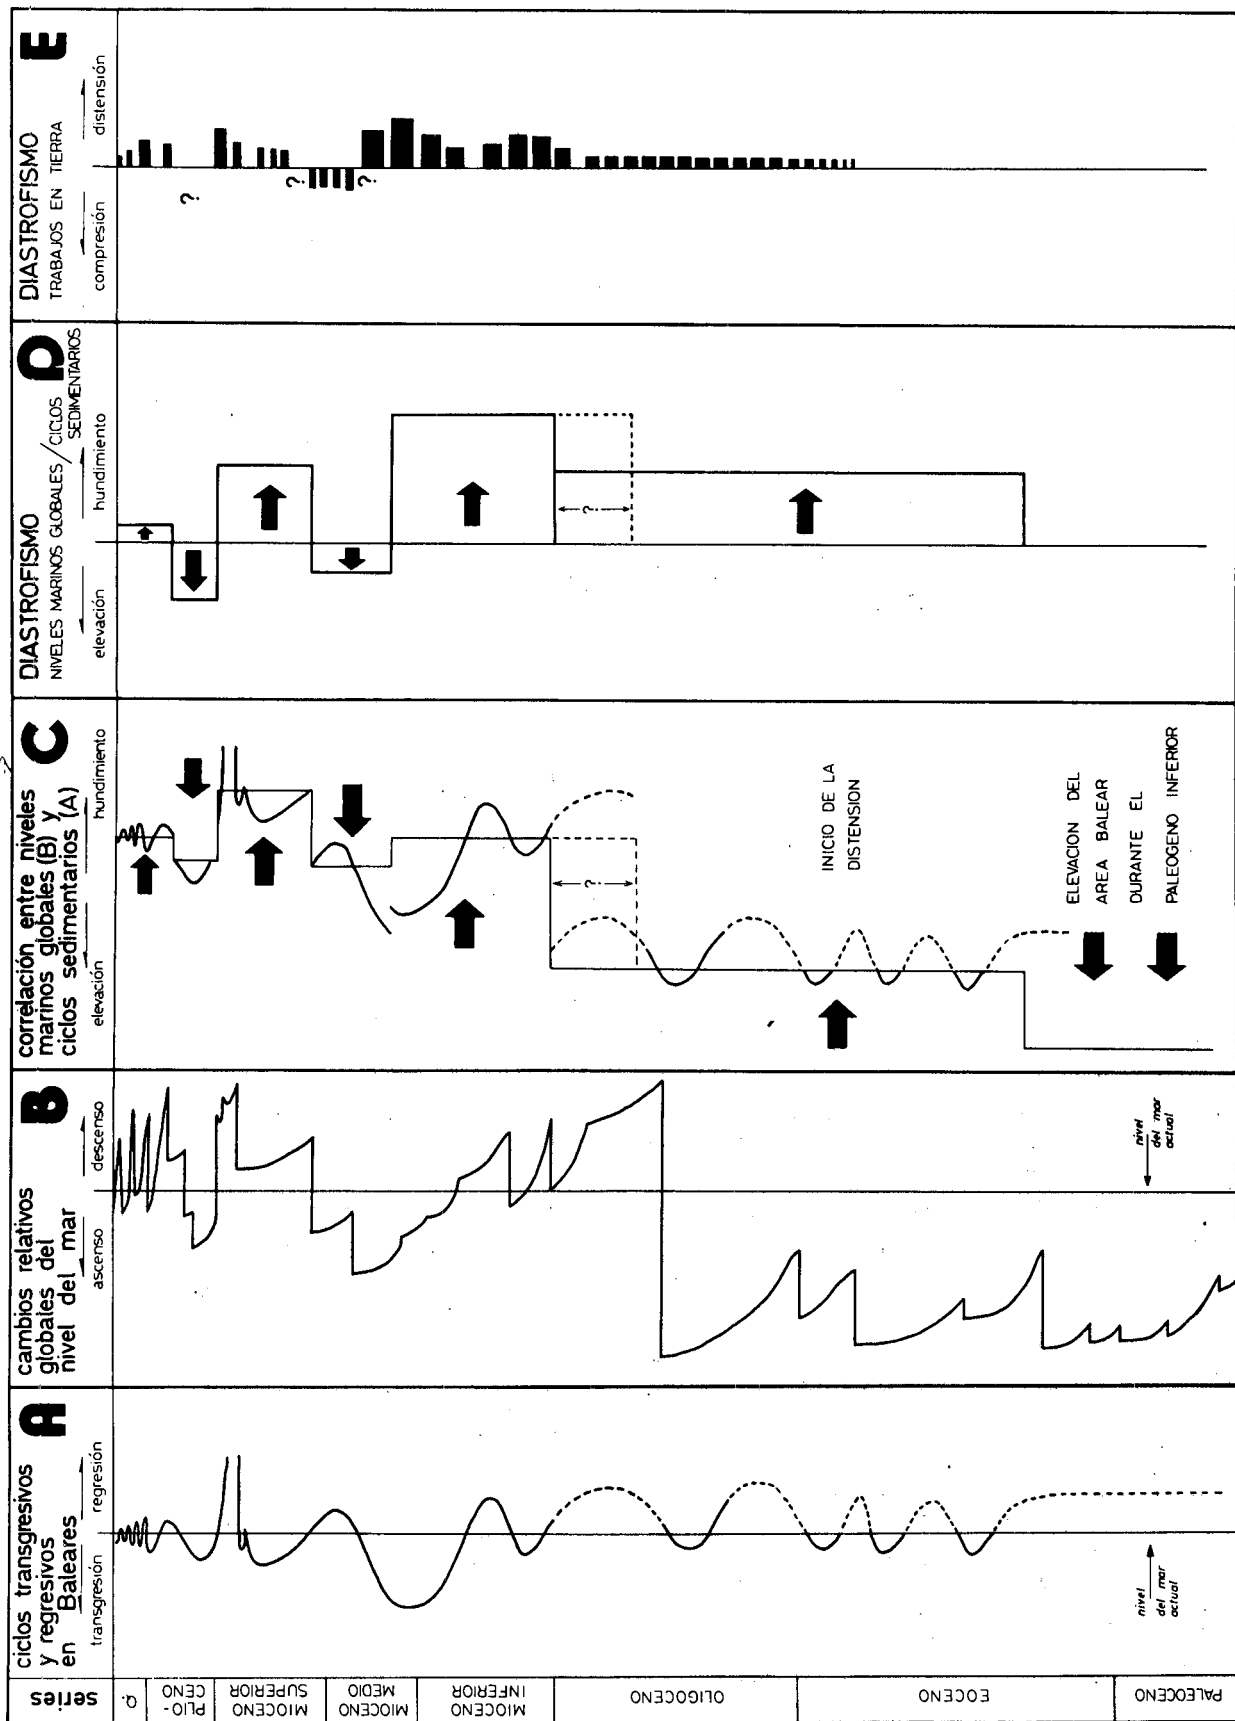 series
Q.
PLIO-
CENO
MIOCENO
SUPERIOR
MIOCENO
MEDIO
MIOCENO
INFERIOR
OLIGOCENO
EOCENO
PALEOCENO
ciclos transgresivos
y regresivos
en Baleares
A
transgresión
regresión
nivel
del mar
actual
cambios relativos
globales del
nivel del mar
B
ascenso
descenso
nivel
del mar
actual
correlación entre niveles
marinos globales (B) y
ciclos sedimentarios (A)
C
elevación
hundimiento
?
INICIO DE LA
DISTENSION
ELEVACION DEL
AREA BALEAR
DURANTE EL
PALEOGENO INFERIOR
DIASTROFISMO
NIVELES MARINOS GLOBALES / CICLOS
SEDIMENTARIOS
D
elevación
hundimiento
?
DIASTROFISMO
TRABAJOS EN TIERRA
E
compresión
distensión
?
?
?